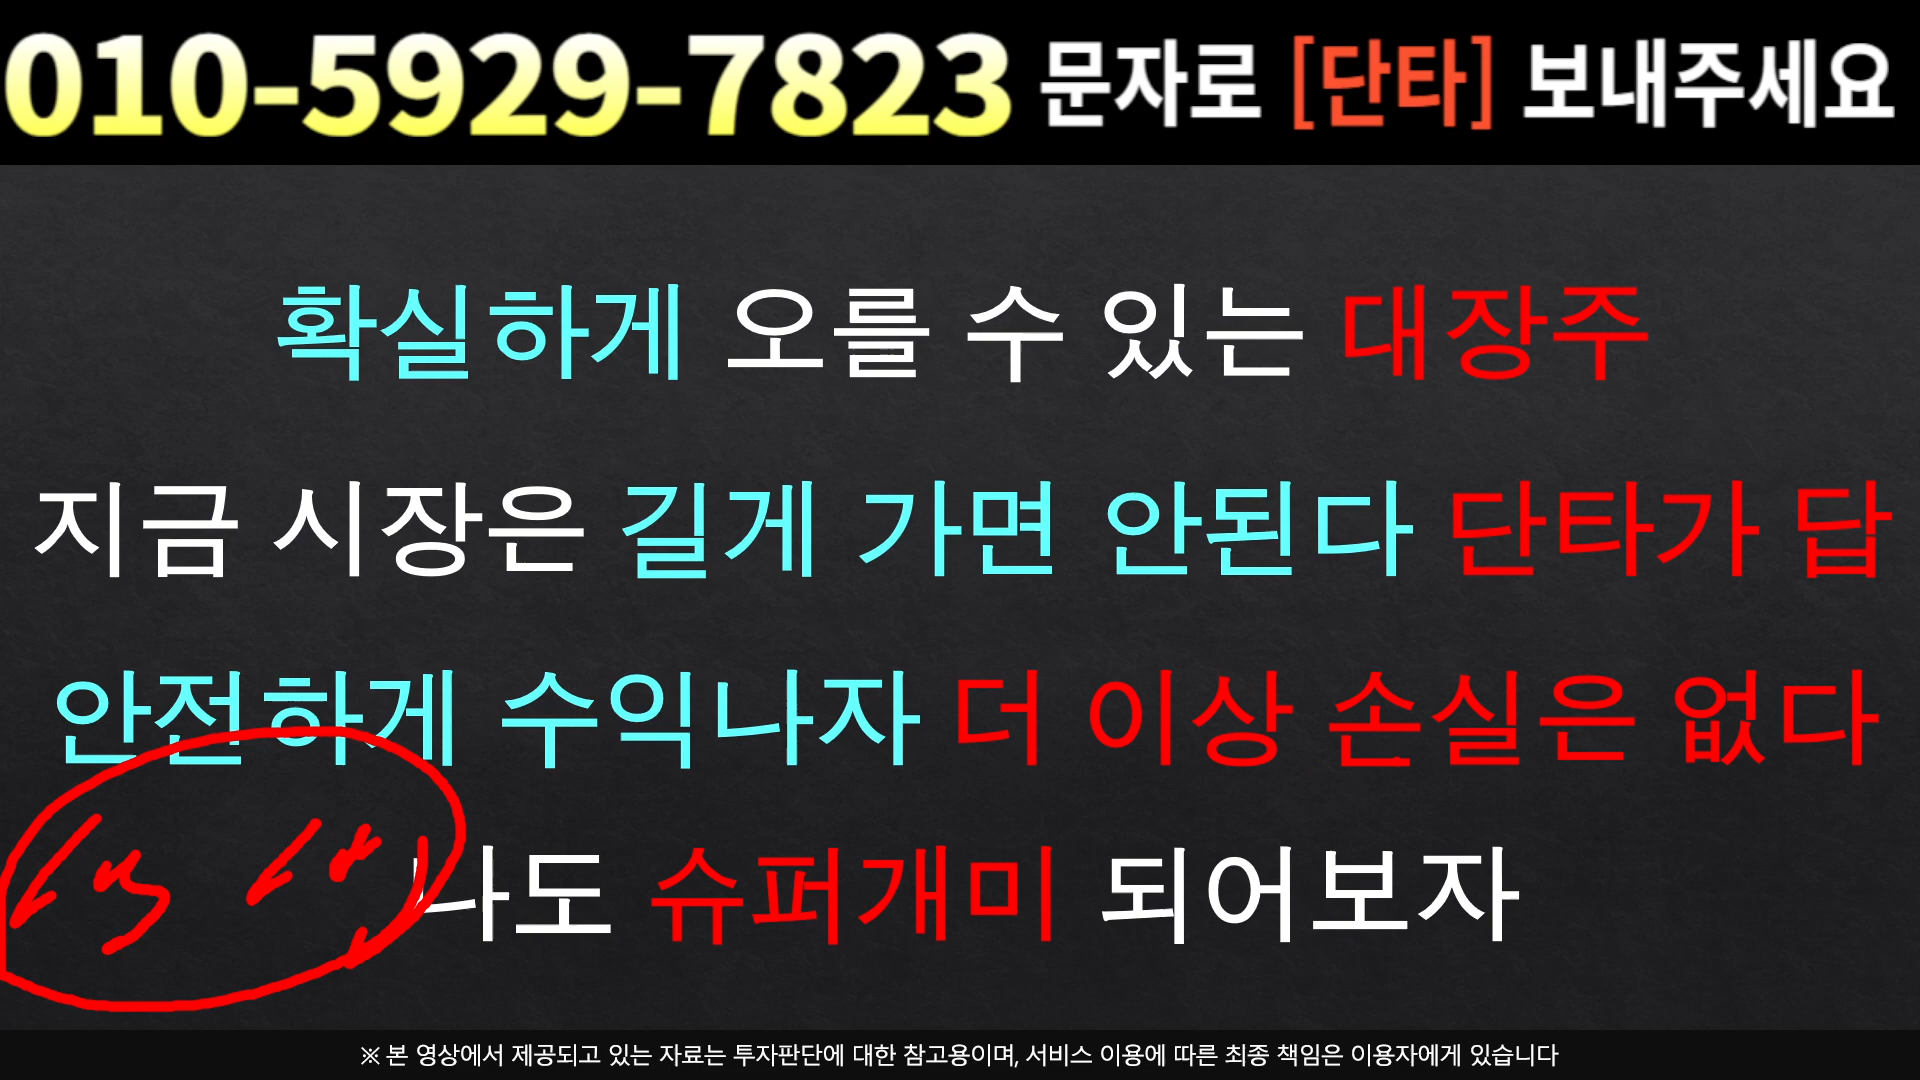 010-5929-7823 문자로 [단타] 보내주세요
확실하게 오를 수 있는 대장주
지금 시장은 길게 가면 안된다 단타가 답
안전하게 수익나자 더 이상 손실은 없다
나도 슈퍼개미 되어보자
※ 본 영상에서 제공되고 있는 자료는 투자판단에 대한 참고용이며, 서비스 이용에 따른 최종 책임은 이용자에게 있습니다